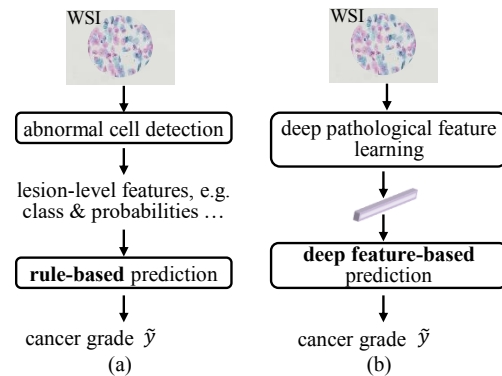 WSI
abnormal cell detection
lesion-level features, e.g.
class & probabilities …
rule-based prediction
cancer grade ỹ
(a)
WSI
deep pathological feature
learning
deep feature-based
prediction
cancer grade ỹ
(b)